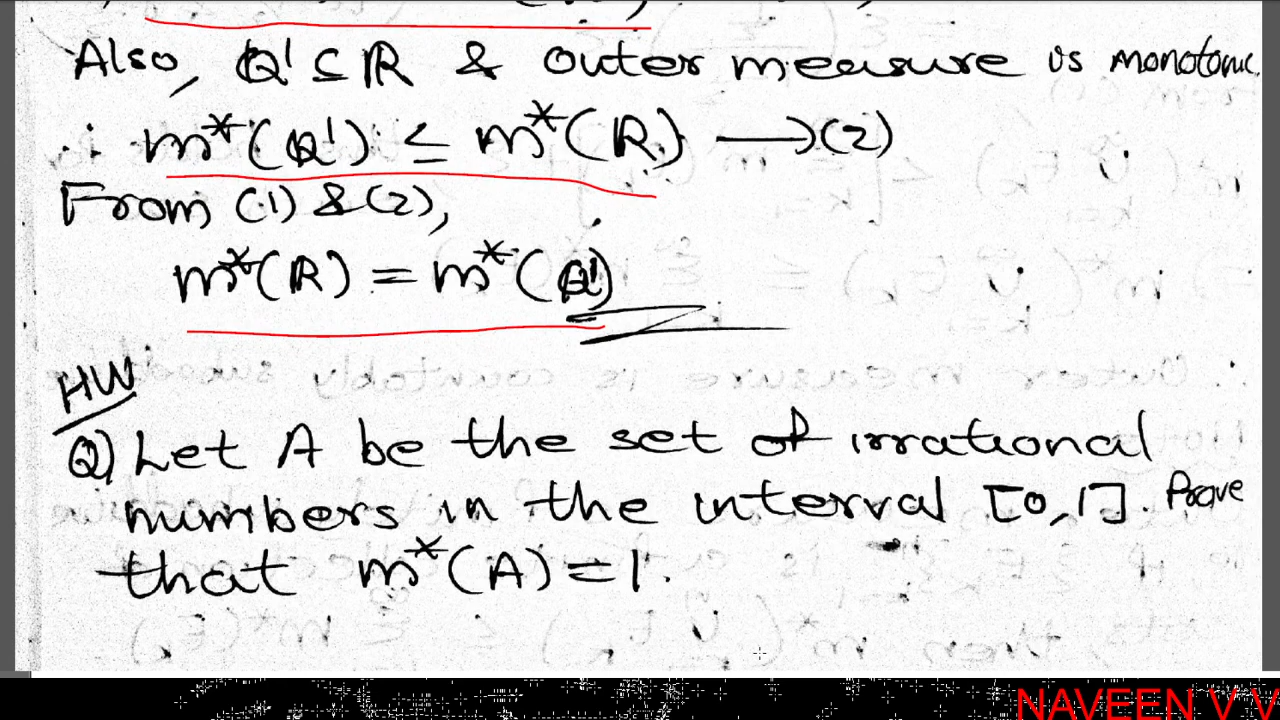 Also, Q' ⊆ ℝ & outer measure is monotonic.
∴ m*(Q') ≤ m*(ℝ) ⟶(2)
From (1) & (2),
m*(ℝ) = m*(Q')
HW
Q) Let A be the set of irrational
numbers in the interval [0,1]. Prove
that m*(A) = 1.
NAVEEN V V